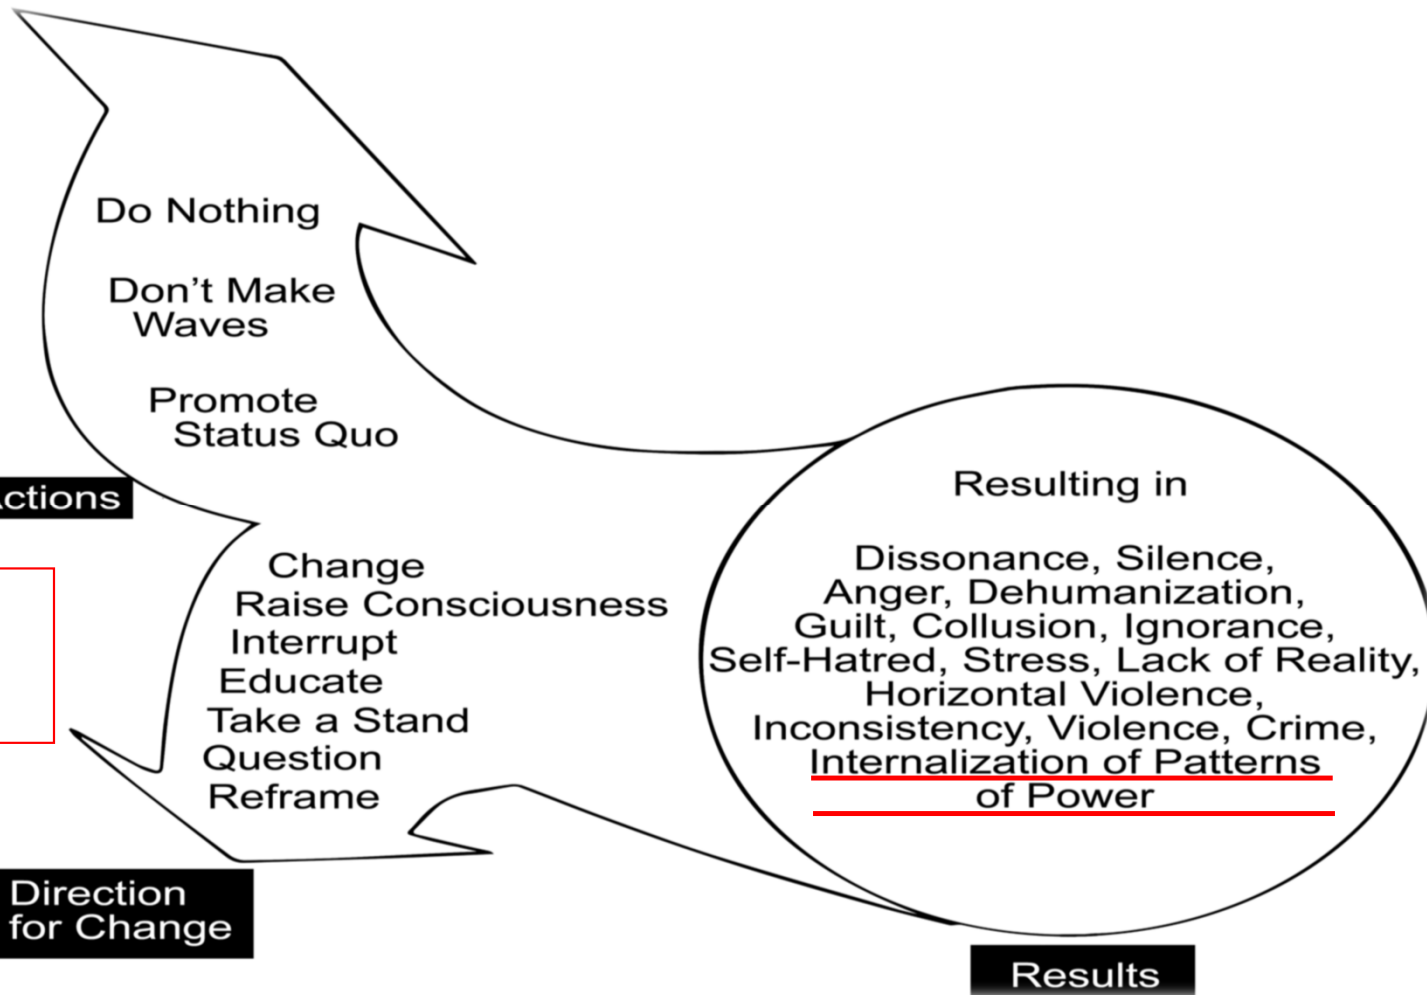 Do Nothing
Don't Make
Waves
Promote
Status Quo
ctions
Change
Raise Consciousness
Interrupt
Educate
Take a Stand
Question
Reframe
Direction
for Change
Resulting in
Dissonance, Silence,
Anger, Dehumanization,
Guilt, Collusion, Ignorance,
Self-Hatred, Stress, Lack of Reality,
Horizontal Violence,
Inconsistency, Violence, Crime,
Internalization of Patterns
of Power
Results